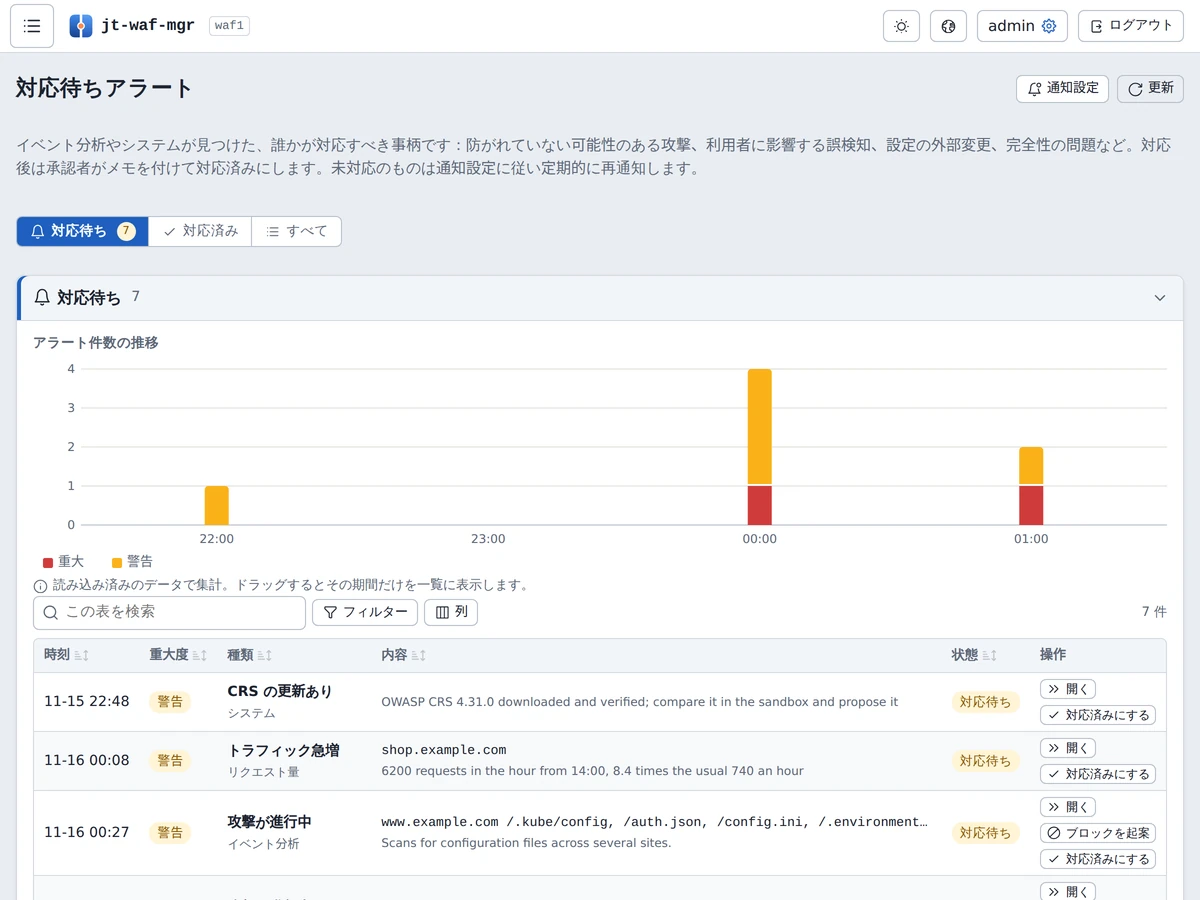 jt-waf-mgr waf1 admin ログアウト
対応待ちアラート 通知設定 更新
イベント分析やシステムが見つけた、誰かが対応すべき事柄です：防がれていない可能性のある攻撃、利用者に影響する誤検知、設定の外部変更、完全性の問題など。対応
後は承認者がメモを付けて対応済みにします。未対応のものは通知設定に従い定期的に再通知します。
対応待ち 7 対応済み すべて
対応待ち 7
アラート件数の推移
4
3
2
1
0
22:00 23:00 00:00 01:00
重大 警告
読み込み済みのデータで集計。ドラッグするとその期間だけを一覧に表示します。
この表を検索 フィルター 列 7 件
時刻 重大度 種類 内容 状態 操作
11-15 22:48 警告 CRS の更新あり OWASP CRS 4.31.0 downloaded and verified; compare it in the sandbox and propose it 対応待ち 開く
システム 対応済みにする
11-16 00:08 警告 トラフィック急増 shop.example.com 対応待ち 開く
リクエスト量 6200 requests in the hour from 14:00, 8.4 times the usual 740 an hour 対応済みにする
開く
11-16 00:27 警告 攻撃が進行中 www.example.com /.kube/config, /auth.json, /config.ini, /.environment… 対応待ち ブロックを起案
イベント分析 Scans for configuration files across several sites. 対応済みにする
開く